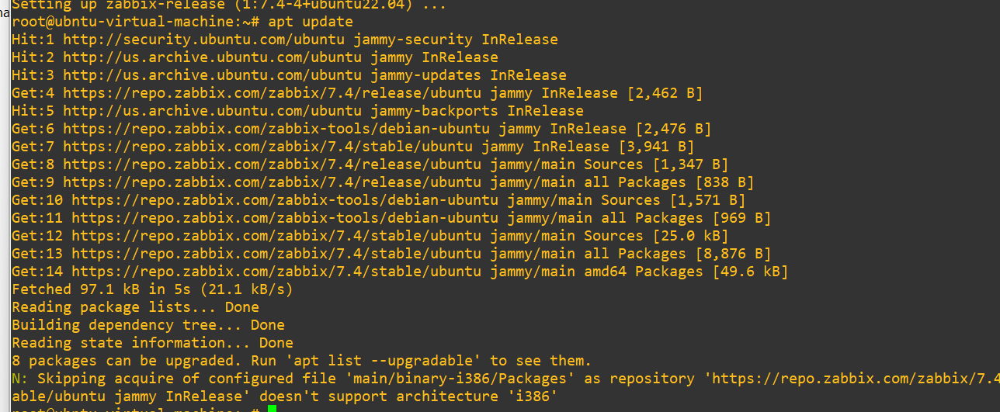 Setting up zabbix-release (1:7.4-4+ubuntu22.04) ...
root@ubntu-virtual-machine:~# apt update
Hit:1 http://security.ubuntu.com/ubuntu jammy-security InRelease
Hit:2 http://us.archive.ubuntu.com/ubuntu jammy InRelease
Hit:3 http://us.archive.ubuntu.com/ubuntu jammy-updates InRelease
Get:4 https://repo.zabbix.com/zabbix/7.4/release/ubuntu jammy InRelease [2,462 B]
Hit:5 http://us.archive.ubuntu.com/ubuntu jammy-backports InRelease
Get:6 https://repo.zabbix.com/zabbix-tools/debian-ubuntu jammy InRelease [2,476 B]
Get:7 https://repo.zabbix.com/zabbix/7.4/stable/ubuntu jammy InRelease [3,941 B]
Get:8 https://repo.zabbix.com/zabbix/7.4/release/ubuntu jammy/main Sources [1,347 B]
Get:9 https://repo.zabbix.com/zabbix/7.4/release/ubuntu jammy/main all Packages [838 B]
Get:10 https://repo.zabbix.com/zabbix-tools/debian-ubuntu jammy/main Sources [1,571 B]
Get:11 https://repo.zabbix.com/zabbix-tools/debian-ubuntu jammy/main all Packages [969 B]
Get:12 https://repo.zabbix.com/zabbix/7.4/stable/ubuntu jammy/main Sources [25.0 kB]
Get:13 https://repo.zabbix.com/zabbix/7.4/stable/ubuntu jammy/main all Packages [8,876 B]
Get:14 https://repo.zabbix.com/zabbix/7.4/stable/ubuntu jammy/main amd64 Packages [49.6 kB]
Fetched 97.1 kB in 5s (21.1 kB/s)
Reading package lists... Done
Building dependency tree... Done
Reading state information... Done
8 packages can be upgraded. Run 'apt list --upgradable' to see them.
N: Skipping acquire of configured file 'main/binary-i386/Packages' as repository 'https://repo.zabbix.com/zabbix/7.4
able/ubuntu jammy InRelease' doesn't support architecture 'i386'
root@ubntu-virtual-machine:~#